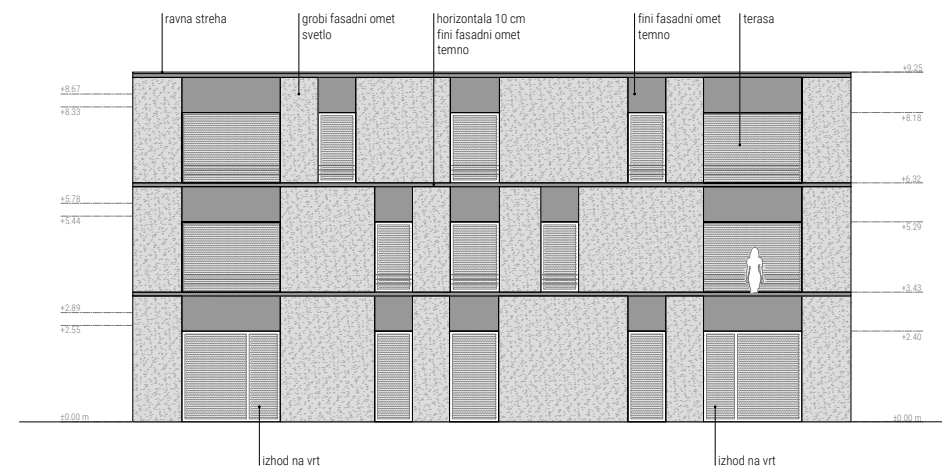 ravna streha
grobi fasadni omet
svetlo
horizontala 10 cm
fini fasadni omet
temno
fini fasadni omet
temno
terasa
+8.67
+8.33
+5.78
+5.44
+2.89
+2.55
±0.00 m
+9.25
+8.18
+6.32
+5.29
+3.43
+2.40
±0.00 m
izhod na vrt
izhod na vrt